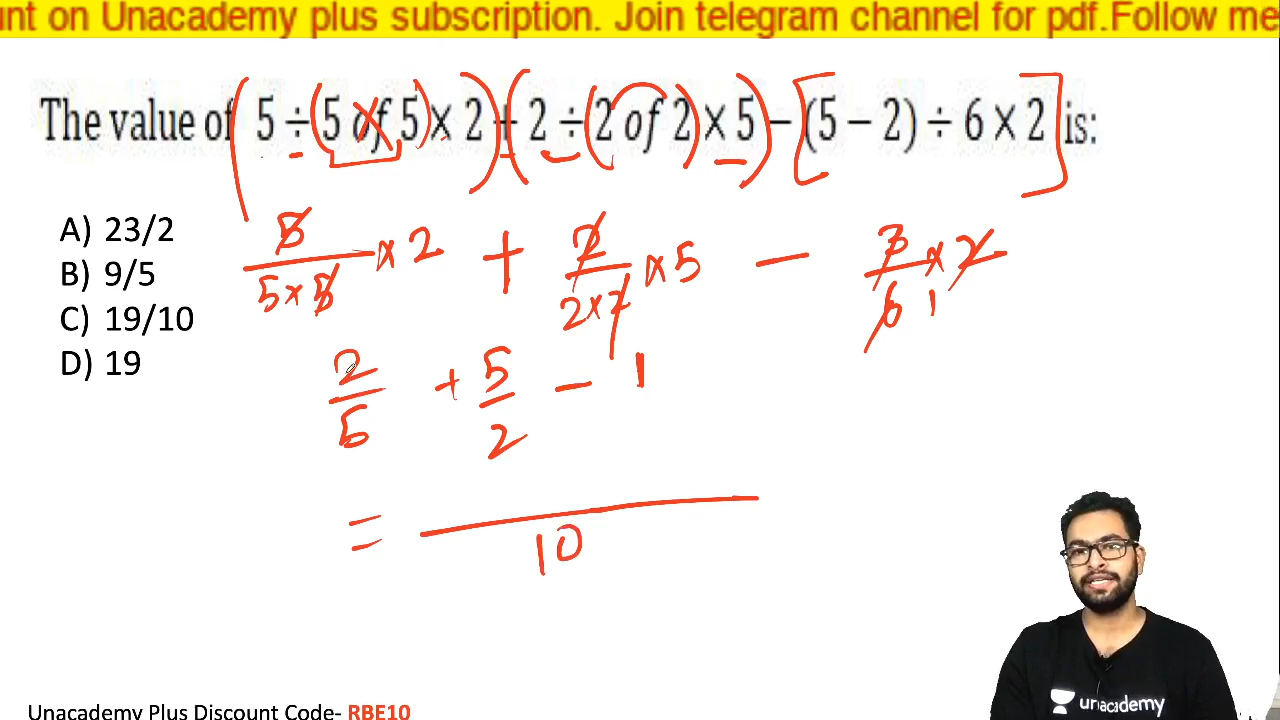 nt on Unacademy plus subscription. Join telegram channel for pdf.Follow me
The value of 5 ÷ (5 of 5) × 2 + 2 ÷ (2 of 2) × 5 − (5 − 2) ÷ 6 × 2 is:
A) 23/2
B) 9/5
C) 19/10
D) 19
5/(5×5) × 2 + 2/(2×2) × 5 − 3/6 × 2
1
2/5 + 5/2 − 1
= /10
unacademy
Unacademy Plus Discount Code- RBE10